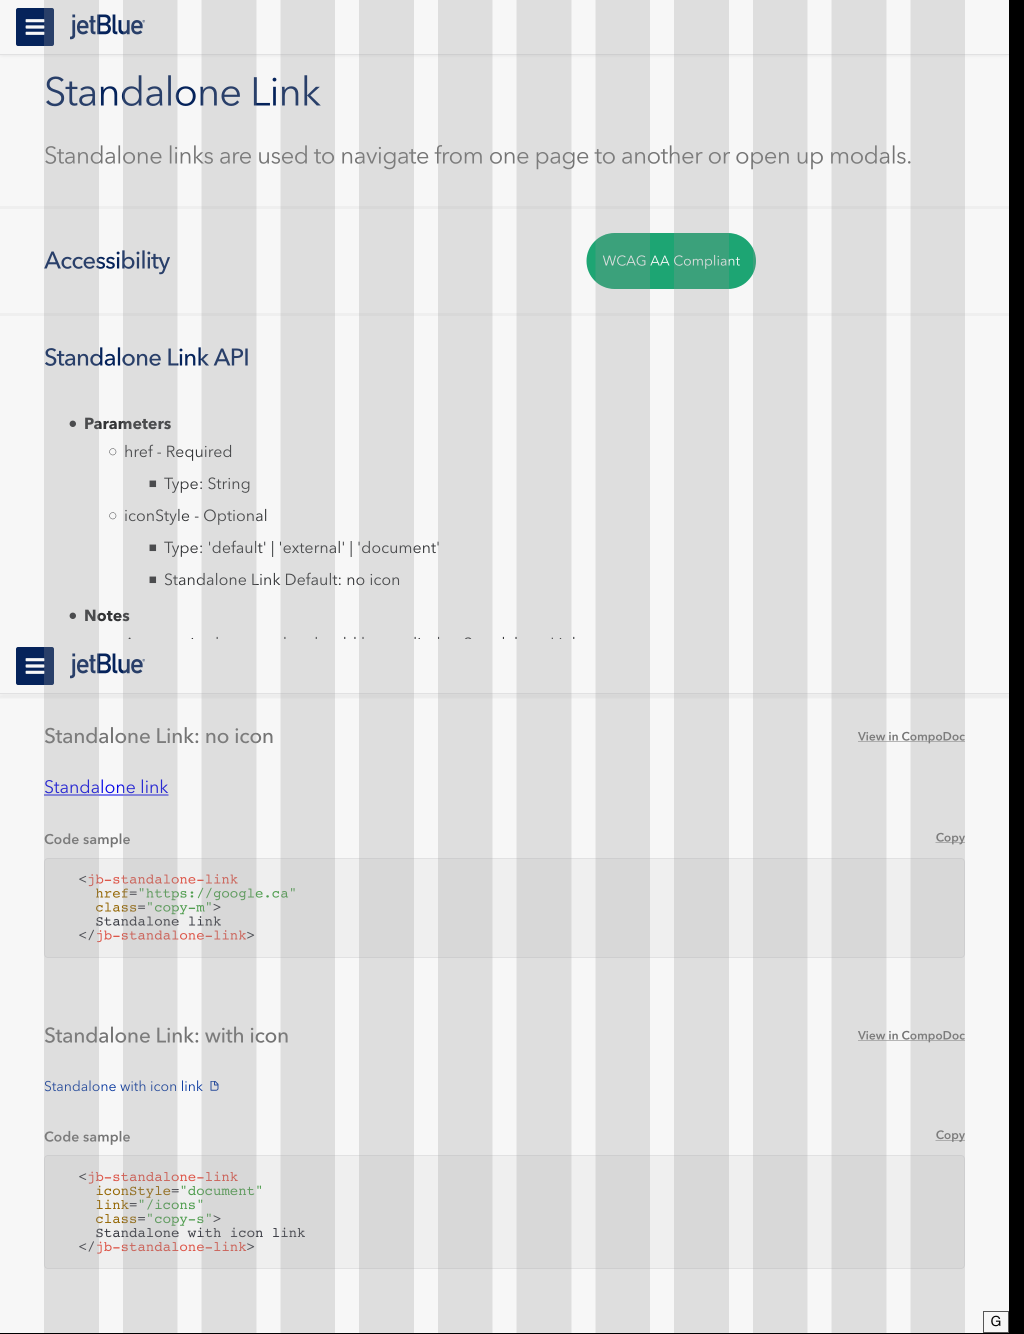 jetBlue
Standalone Link
Standalone links are used to navigate from one page to another or open up modals.
Accessibility
WCAG AA Compliant
Standalone Link API
Parameters
href - Required
Type: String
iconStyle - Optional
Type: 'default' | 'external' | 'document'
Standalone Link Default: no icon
Notes
jetBlue
Standalone Link: no icon
View in CompoDoc
Standalone link
Code sample
Copy
<jb-standalone-link
href="https://google.ca"
class="copy-m">
Standalone link
</jb-standalone-link>
Standalone Link: with icon
View in CompoDoc
Standalone with icon link
Code sample
Copy
<jb-standalone-link
iconStyle="document"
link="/icons"
class="copy-s">
Standalone with icon link
</jb-standalone-link>
G